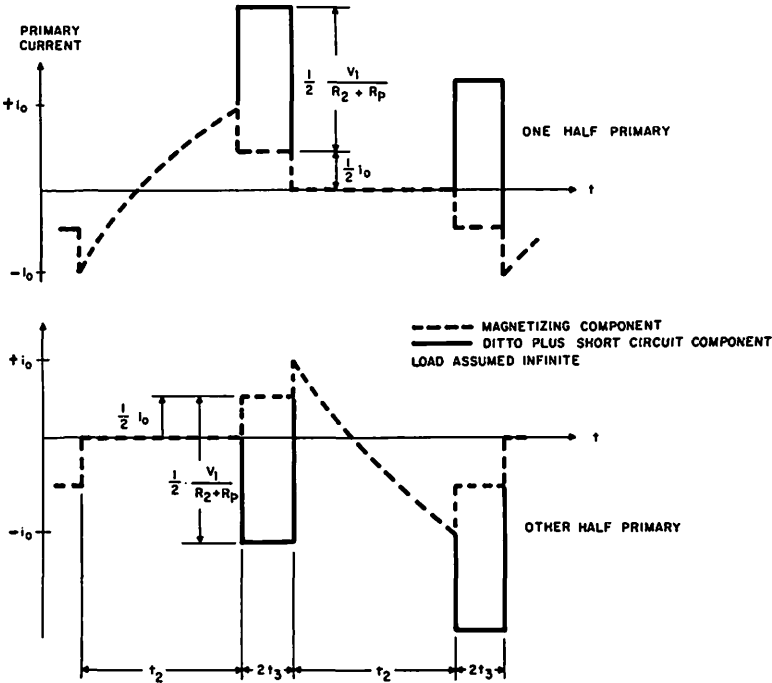 PRIMARY
CURRENT
+i₀
1/2 V₁/(R₂ + Rₚ)
ONE HALF PRIMARY
1/2 i₀
t
-i₀
MAGNETIZING COMPONENT
DITTO PLUS SHORT CIRCUIT COMPONENT
LOAD ASSUMED INFINITE
+i₀
1/2 i₀
t
1/2 · V₁/(R₂+Rₚ)
-i₀
OTHER HALF PRIMARY
t₂ 2t₃ t₂ 2t₃